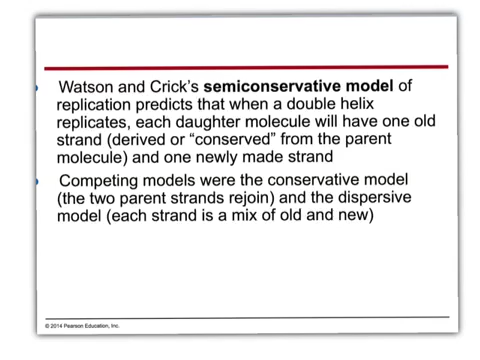 Watson and Crick's semiconservative model of
replication predicts that when a double helix
replicates, each daughter molecule will have one old
strand (derived or “conserved” from the parent
molecule) and one newly made strand
Competing models were the conservative model
(the two parent strands rejoin) and the dispersive
model (each strand is a mix of old and new)
© 2014 Pearson Education, Inc.